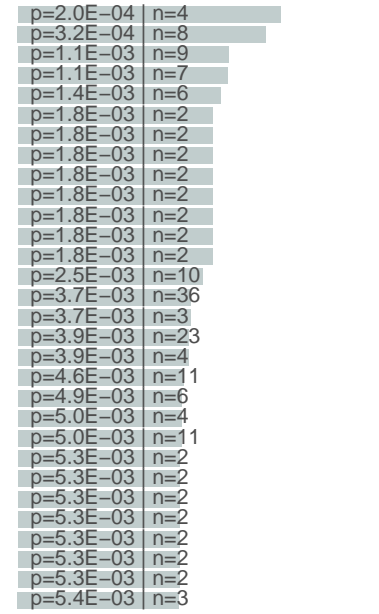 p=2.0E−04 | n=4
p=3.2E−04 | n=8
p=1.1E−03 | n=9
p=1.1E−03 | n=7
p=1.4E−03 | n=6
p=1.8E−03 | n=2
p=1.8E−03 | n=2
p=1.8E−03 | n=2
p=1.8E−03 | n=2
p=1.8E−03 | n=2
p=1.8E−03 | n=2
p=1.8E−03 | n=2
p=1.8E−03 | n=2
p=2.5E−03 | n=10
p=3.7E−03 | n=36
p=3.7E−03 | n=3
p=3.9E−03 | n=23
p=3.9E−03 | n=4
p=4.6E−03 | n=11
p=4.9E−03 | n=6
p=5.0E−03 | n=4
p=5.0E−03 | n=11
p=5.3E−03 | n=2
p=5.3E−03 | n=2
p=5.3E−03 | n=2
p=5.3E−03 | n=2
p=5.3E−03 | n=2
p=5.3E−03 | n=2
p=5.3E−03 | n=2
p=5.4E−03 | n=3